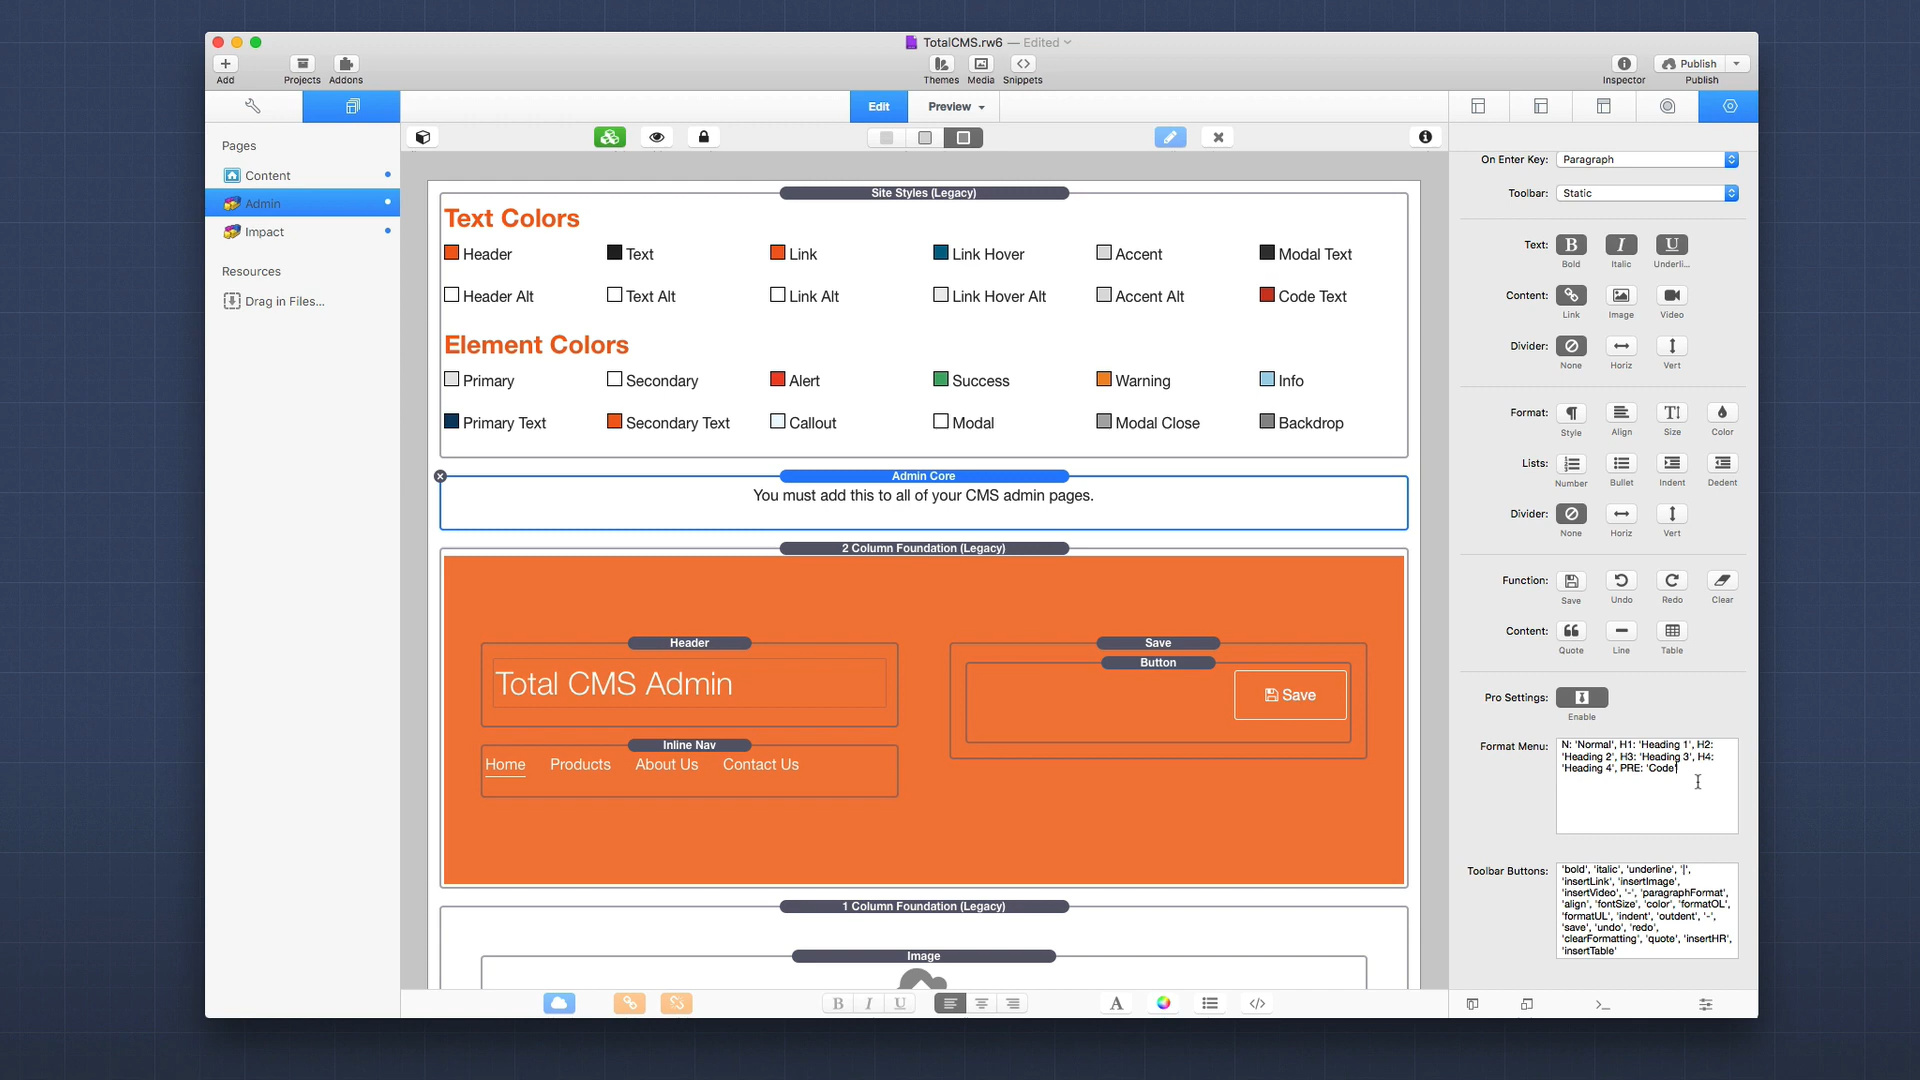 TotalCMS.rw6 — Edited
Add
Projects
Addons
Themes
Media
Snippets
Inspector
Publish
Publish
Edit
Preview
Pages
Content
Admin
Impact
Resources
Drag in Files...
Site Styles (Legacy)
Text Colors
Header
Text
Link
Link Hover
Accent
Modal Text
Header Alt
Text Alt
Link Alt
Link Hover Alt
Accent Alt
Code Text
Element Colors
Primary
Secondary
Alert
Success
Warning
Info
Primary Text
Secondary Text
Callout
Modal
Modal Close
Backdrop
Admin Core
You must add this to all of your CMS admin pages.
2 Column Foundation (Legacy)
Header
Total CMS Admin
Inline Nav
Home
Products
About Us
Contact Us
Save
Button
Save
1 Column Foundation (Legacy)
Image
B I U
A
On Enter Key:
Paragraph
Toolbar:
Static
Text:
B
I
U
Bold
Italic
Underli...
Content:
Link
Image
Video
Divider:
None
Horiz
Vert
Format:
Style
Align
Size
Color
Lists:
Number
Bullet
Indent
Dedent
Divider:
None
Horiz
Vert
Function:
Save
Undo
Redo
Clear
Content:
Quote
Line
Table
Pro Settings:
Enable
Format Menu:
N: 'Normal', H1: 'Heading 1', H2:
'Heading 2', H3: 'Heading 3', H4:
'Heading 4', PRE: 'Code'
Toolbar Buttons:
'bold', 'italic', 'underline', '|',
'insertLink', 'insertImage',
'insertVideo', '-', 'paragraphFormat',
'align', 'fontSize', 'color', 'formatOL',
'formatUL', 'indent', 'outdent', '-',
'save', 'undo', 'redo',
'clearFormatting', 'quote', 'insertHR',
'insertTable'